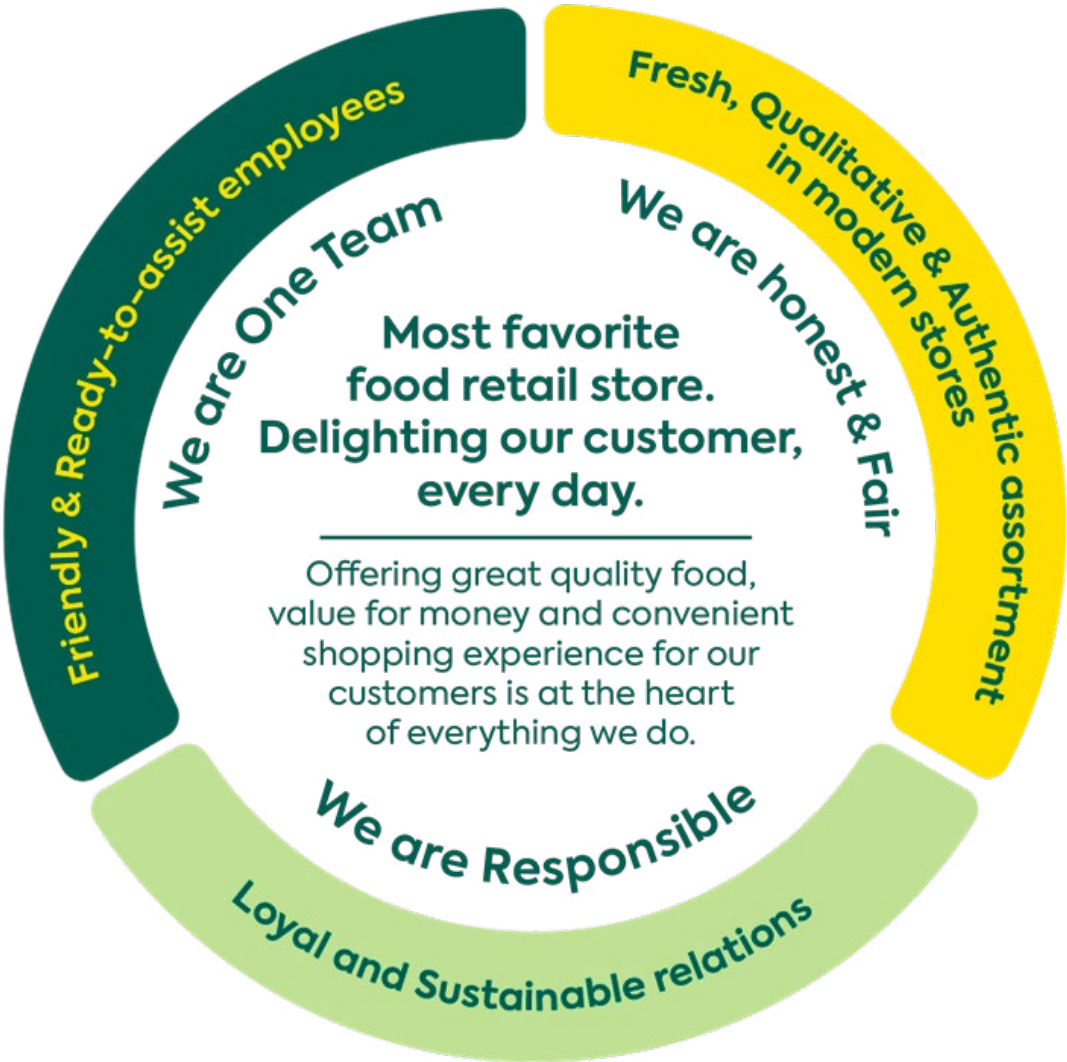 Friendly & Ready-to-assist employees
Fresh, Qualitative & Authentic assortment
in modern stores
We are One Team
We are honest & Fair
Most favorite
food retail store.
Delighting our customer,
every day.
Offering great quality food,
value for money and convenient
shopping experience for our
customers is at the heart
of everything we do.
We are Responsible
Loyal and Sustainable relations